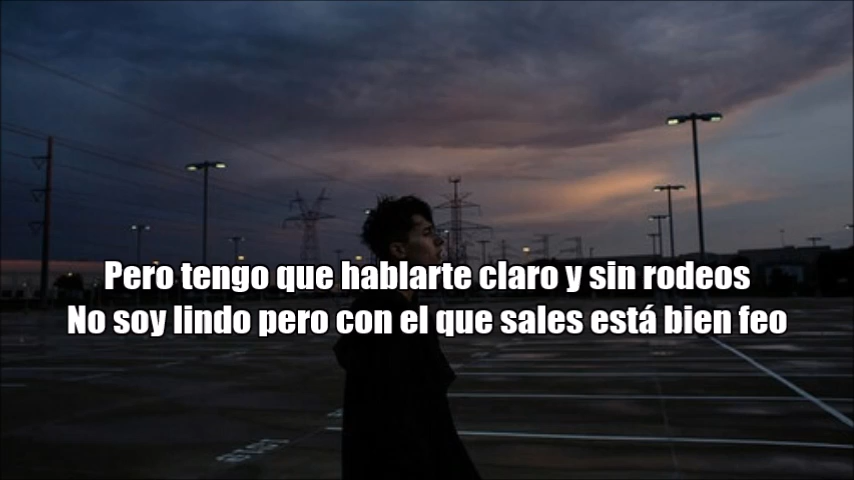 Pero tengo que hablarte claro y sin rodeos
No soy lindo pero con el que sales está bien feo